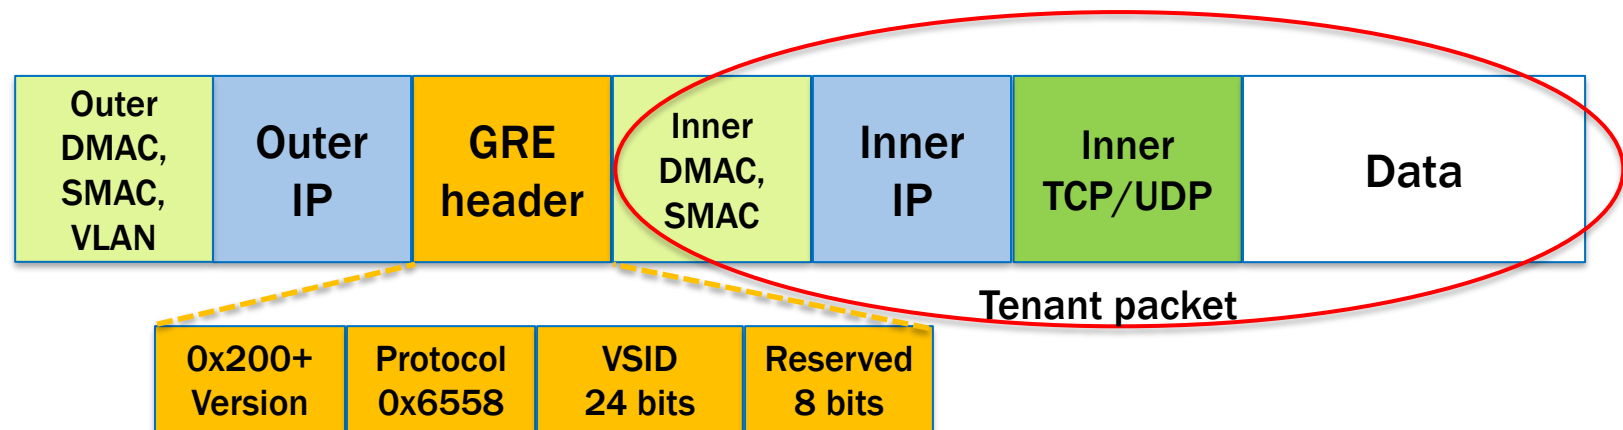 Outer
DMAC,
SMAC,
VLAN
Outer
IP
GRE
header
Inner
DMAC,
SMAC
Inner
IP
Inner
TCP/UDP
Data
Tenant packet
0x200+
Version
Protocol
0x6558
VSID
24 bits
Reserved
8 bits